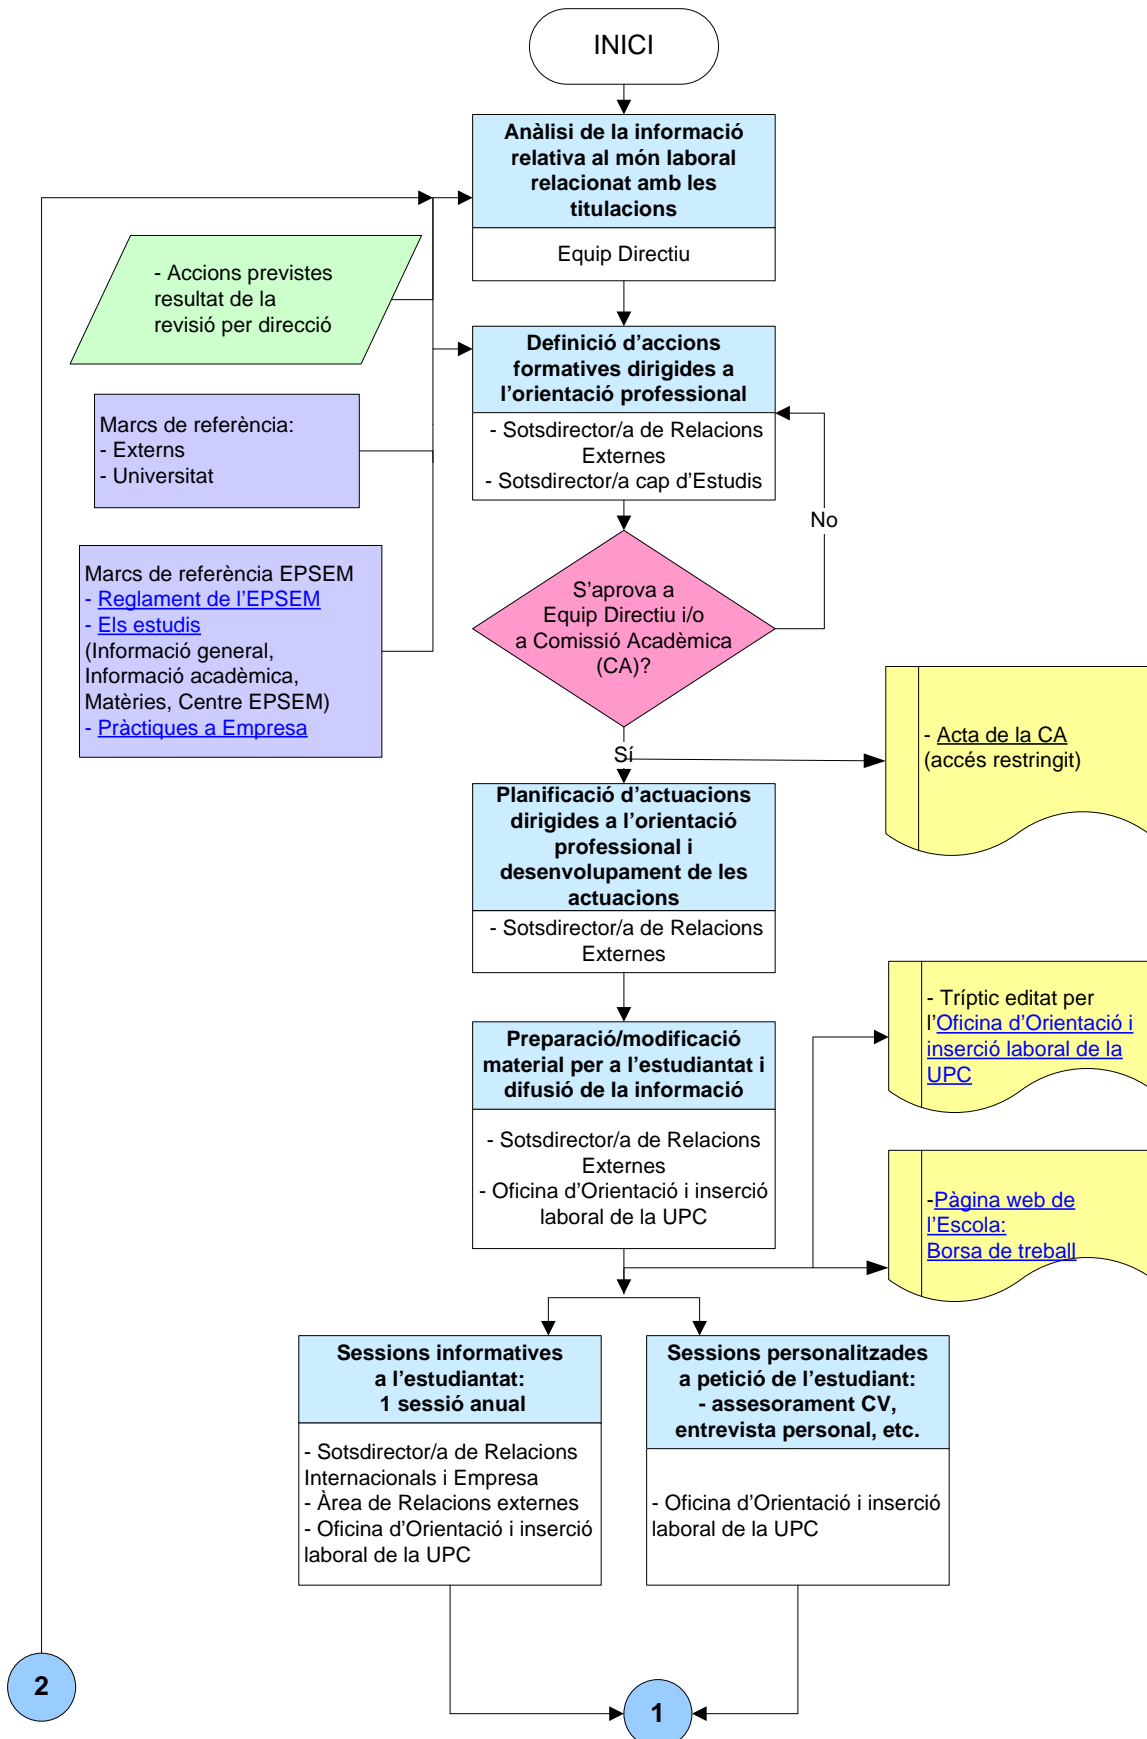 INICI
Anàlisi de la informació
relativa al món laboral
relacionat amb les
titulacions
Equip Directiu
- Accions previstes
resultat de la
revisió per direcció
Definició d'accions
formatives dirigides a
l'orientació professional
- Sotsdirector/a de Relacions
Externes
- Sotsdirector/a cap d'Estudis
Marcs de referència:
- Externs
- Universitat
No
Marcs de referència EPSEM
- Reglament de l'EPSEM
- Els estudis
(Informació general,
Informació acadèmica,
Matèries, Centre EPSEM)
- Pràctiques a Empresa
S'aprova a
Equip Directiu i/o
a Comissió Acadèmica
(CA)?
Sí
- Acta de la CA
(accés restringit)
Planificació d'actuacions
dirigides a l'orientació
professional i
desenvolupament de les
actuacions
- Sotsdirector/a de Relacions
Externes
- Tríptic editat per
l'Oficina d'Orientació i
inserció laboral de la
UPC
Preparació/modificació
material per a l'estudiantat i
difusió de la informació
- Sotsdirector/a de Relacions
Externes
- Oficina d'Orientació i inserció
laboral de la UPC
-Pàgina web de
l'Escola:
Borsa de treball
Sessions informatives
a l'estudiantat:
1 sessió anual
- Sotsdirector/a de Relacions
Internacionals i Empresa
- Àrea de Relacions externes
- Oficina d'Orientació i inserció
laboral de la UPC
Sessions personalitzades
a petició de l'estudiant:
- assesorament CV,
entrevista personal, etc.
- Oficina d'Orientació i inserció
laboral de la UPC
2
1